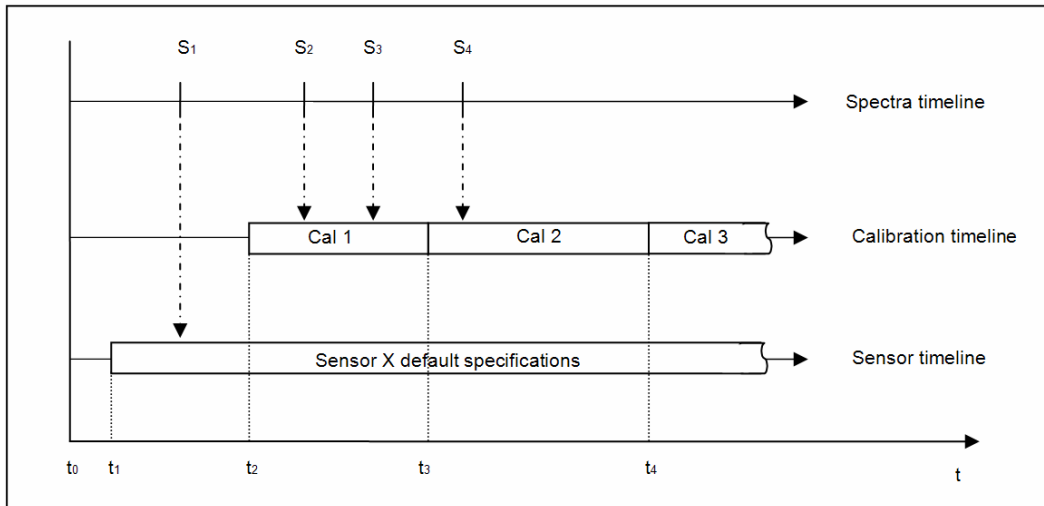 S1 S2 S3 S4
Spectra timeline
Cal 1 Cal 2 Cal 3 Calibration timeline
Sensor X default specifications Sensor timeline
t0 t1 t2 t3 t4 t